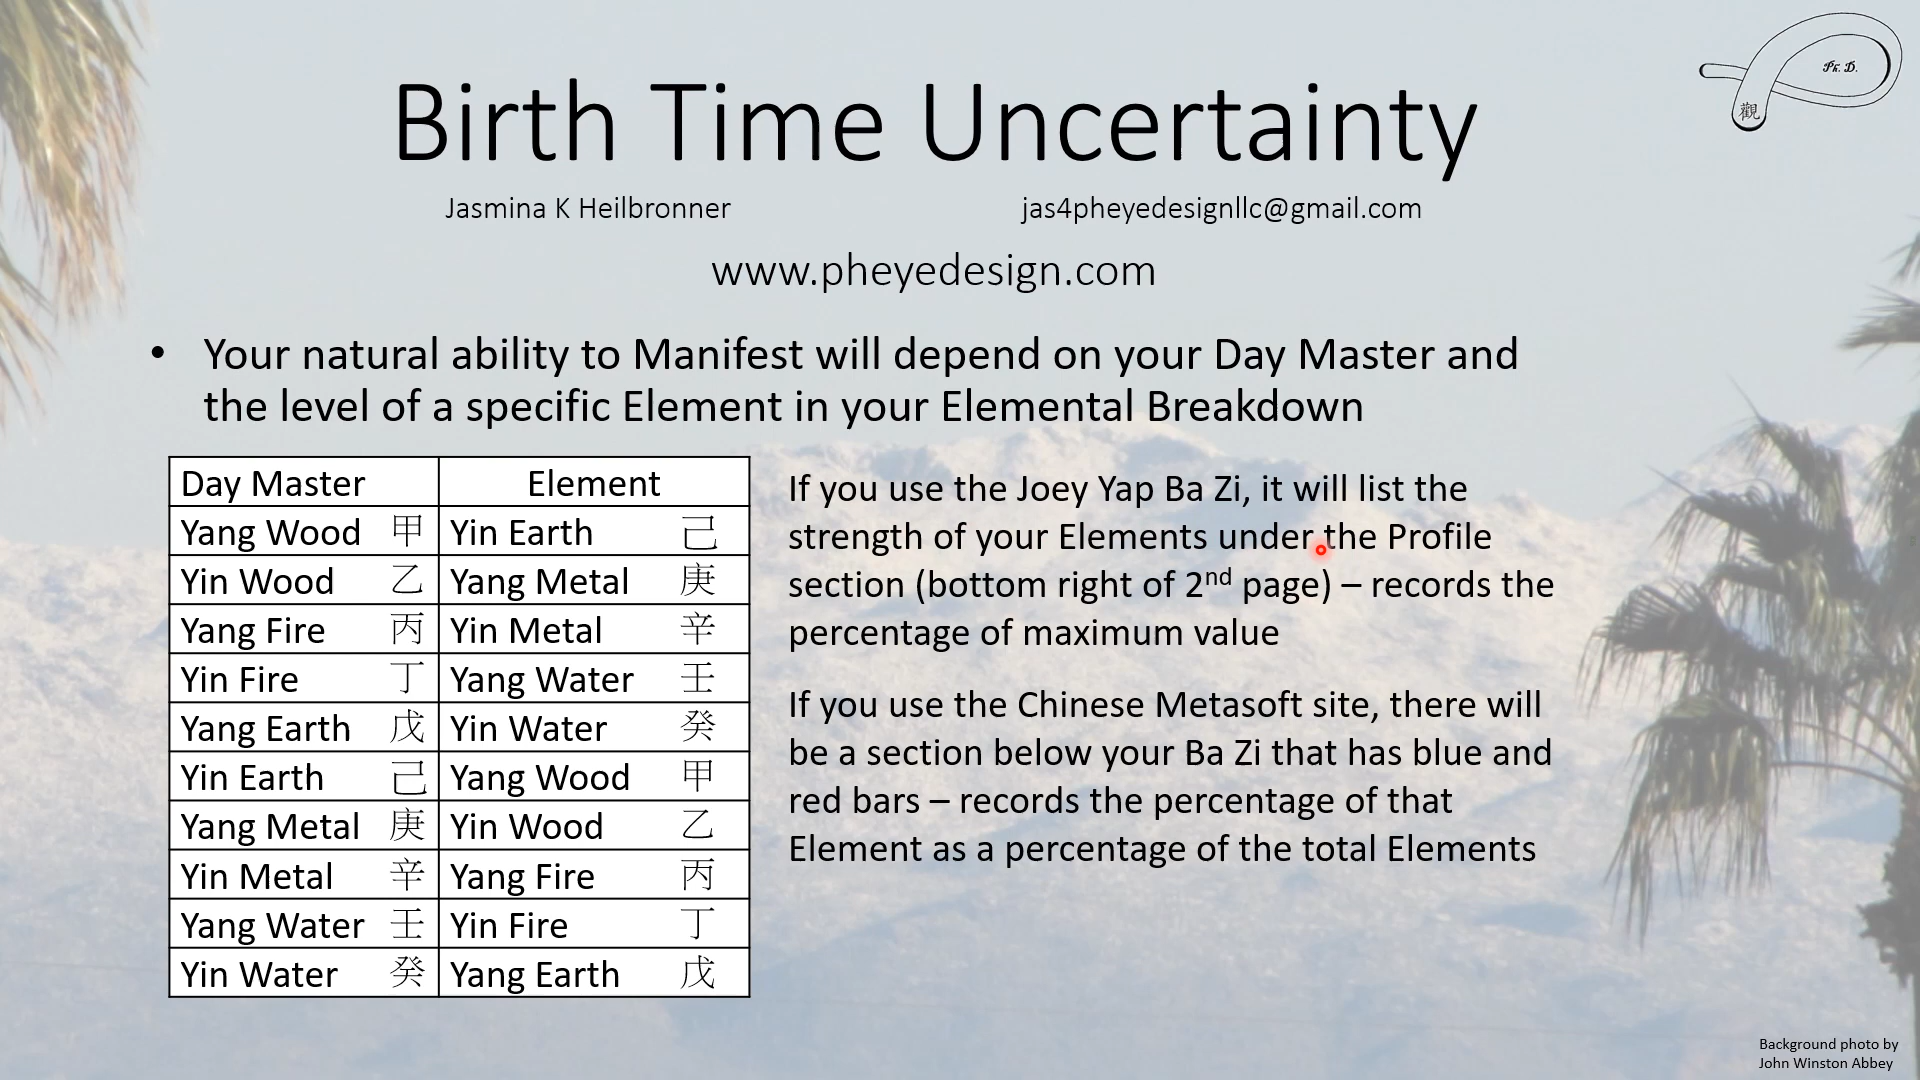 Ph. D.
觀
Birth Time Uncertainty
Jasmina K Heilbronner jas4pheyedesignllc@gmail.com
www.pheyedesign.com
• Your natural ability to Manifest will depend on your Day Master and
the level of a specific Element in your Elemental Breakdown
Day Master Element
Yang Wood 甲 Yin Earth 己
Yin Wood 乙 Yang Metal 庚
Yang Fire 丙 Yin Metal 辛
Yin Fire 丁 Yang Water 壬
Yang Earth 戊 Yin Water 癸
Yin Earth 己 Yang Wood 甲
Yang Metal 庚 Yin Wood 乙
Yin Metal 辛 Yang Fire 丙
Yang Water 壬 Yin Fire 丁
Yin Water 癸 Yang Earth 戊
If you use the Joey Yap Ba Zi, it will list the
strength of your Elements under the Profile
section (bottom right of 2nd page) – records the
percentage of maximum value
If you use the Chinese Metasoft site, there will
be a section below your Ba Zi that has blue and
red bars – records the percentage of that
Element as a percentage of the total Elements
Background photo by
John Winston Abbey